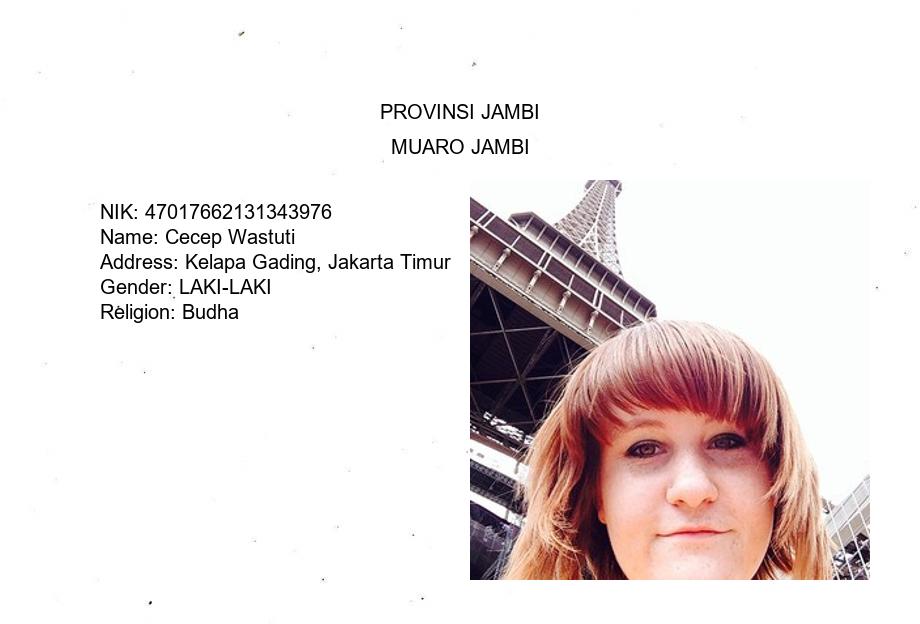 PROVINSI JAMBI
MUARO JAMBI
NIK: 47017662131343976
Name: Cecep Wastuti
Address: Kelapa Gading, Jakarta Timur
Gender: LAKI-LAKI
Religion: Budha